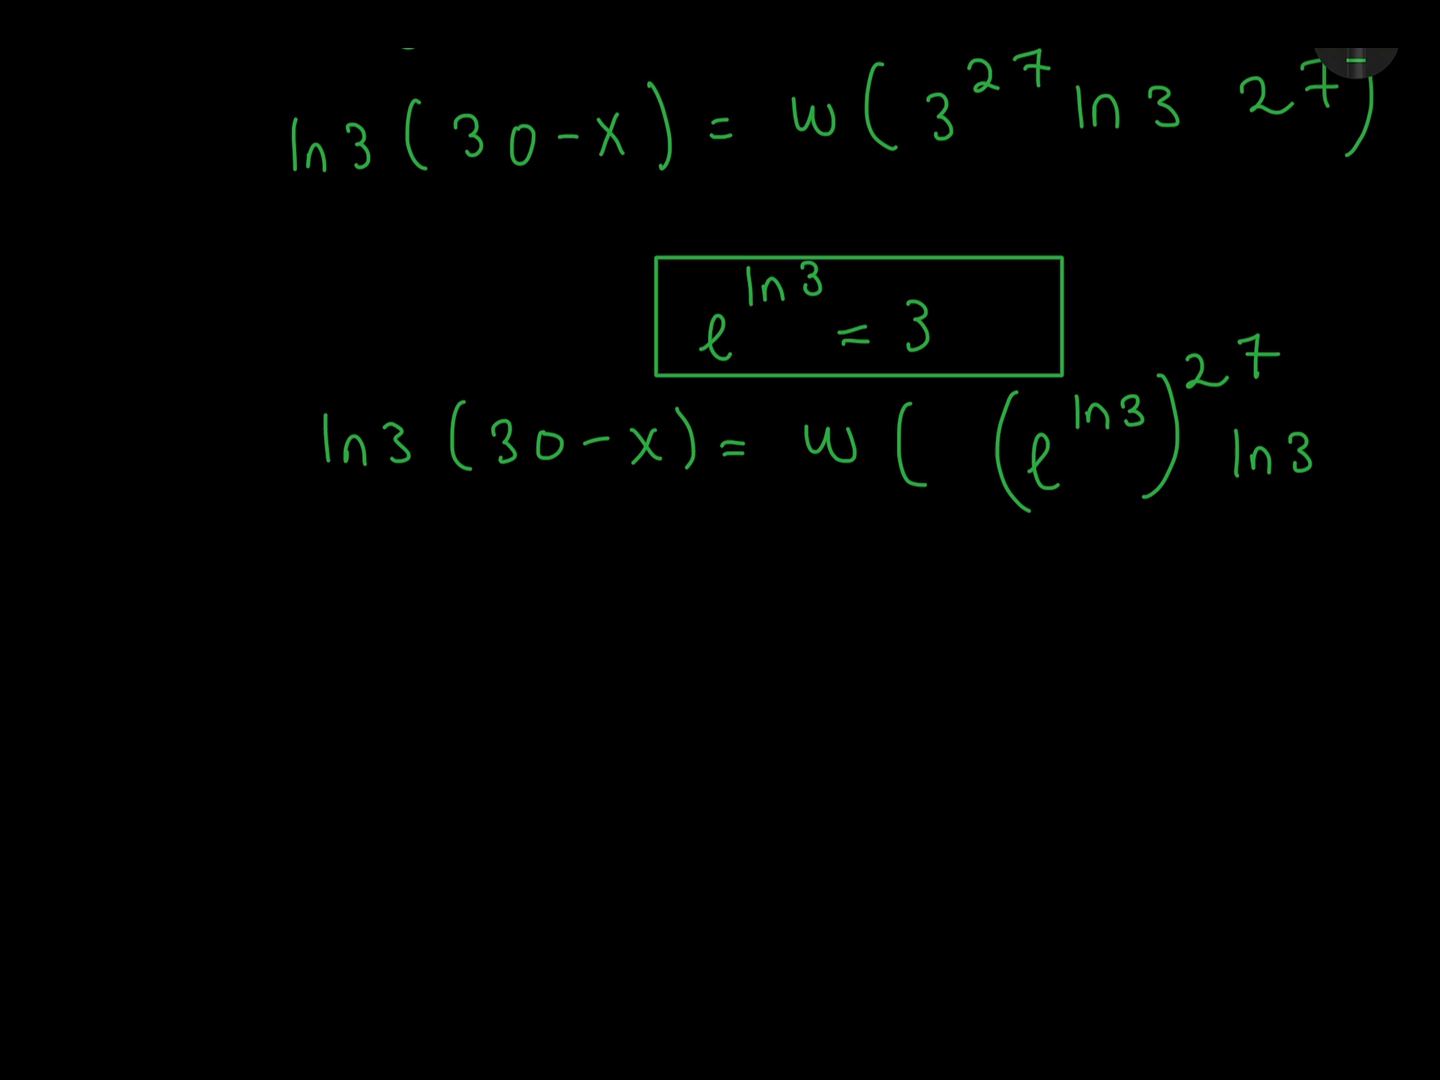 ln3(30-x) = w(3^27 ln3 27)
e^ln3 = 3
ln3(30-x) = w( (e^ln3)^27 ln3